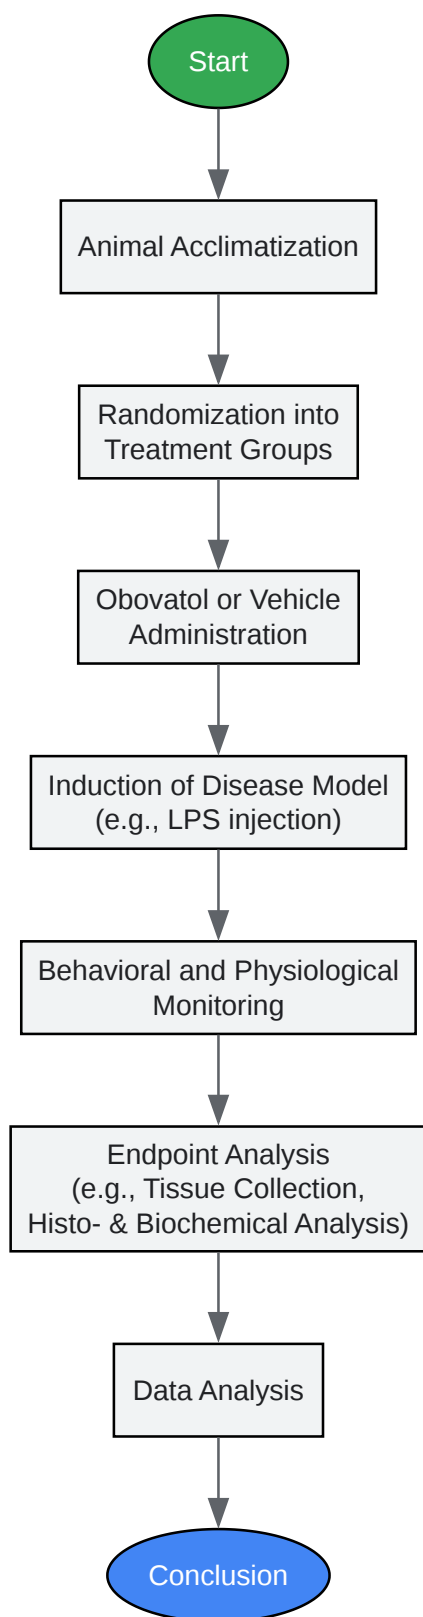 Start
Animal Acclimatization
Randomization into
Treatment Groups
Obovatol or Vehicle
Administration
Induction of Disease Model
(e.g., LPS injection)
Behavioral and Physiological
Monitoring
Endpoint Analysis
(e.g., Tissue Collection,
Histo- & Biochemical Analysis)
Data Analysis
Conclusion